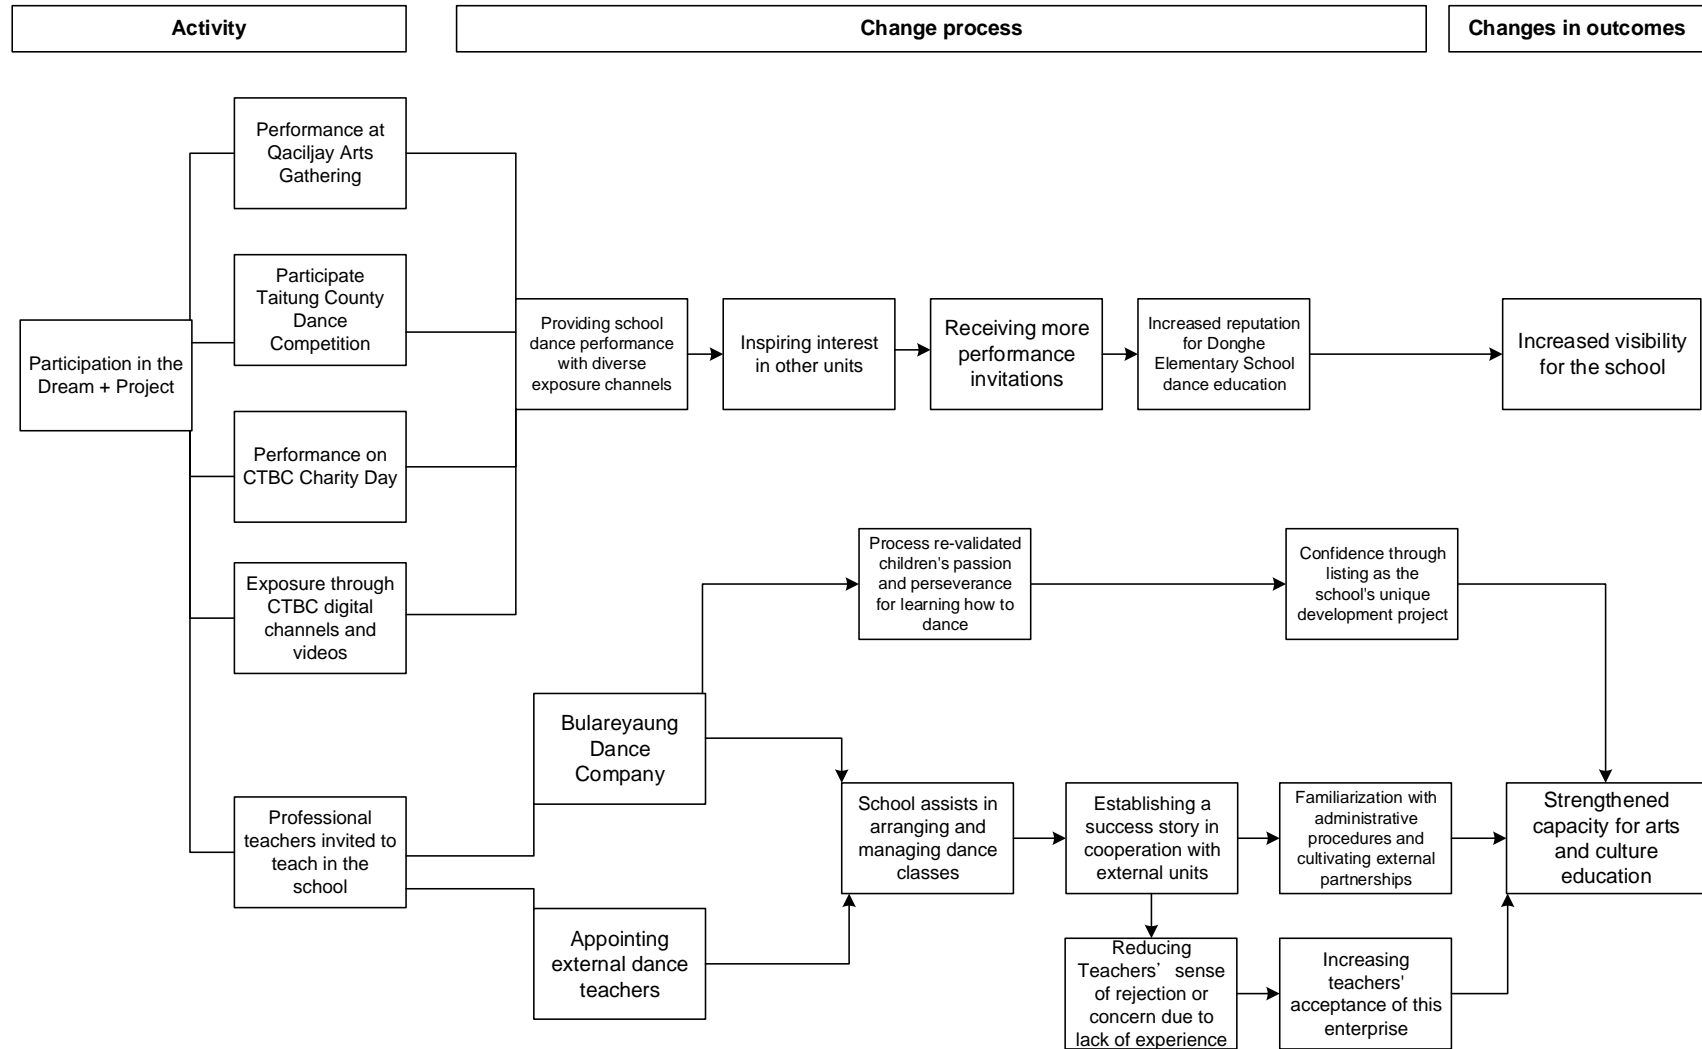 Activity
Change process
Changes in outcomes
Performance at
Qaciljay Arts
Gathering
Participate
Taitung County
Dance
Competition
Participation in the
Dream + Project
Performance on
CTBC Charity Day
Exposure through
CTBC digital
channels and
videos
Professional
teachers invited to
teach in the
school
Providing school
dance performance
with diverse
exposure channels
Inspiring interest
in other units
Receiving more
performance
invitations
Increased reputation
for Donghe
Elementary School
dance education
Increased visibility
for the school
Process re-validated
children's passion
and perseverance
for learning how to
dance
Confidence through
listing as the
school's unique
development project
Bulareyaung
Dance
Company
Appointing
external dance
teachers
School assists in
arranging and
managing dance
classes
Establishing a
success story in
cooperation with
external units
Familiarization with
administrative
procedures and
cultivating external
partnerships
Strengthened
capacity for arts
and culture
education
Reducing
Teachers’ sense
of rejection or
concern due to
lack of experience
Increasing
teachers'
acceptance of this
enterprise